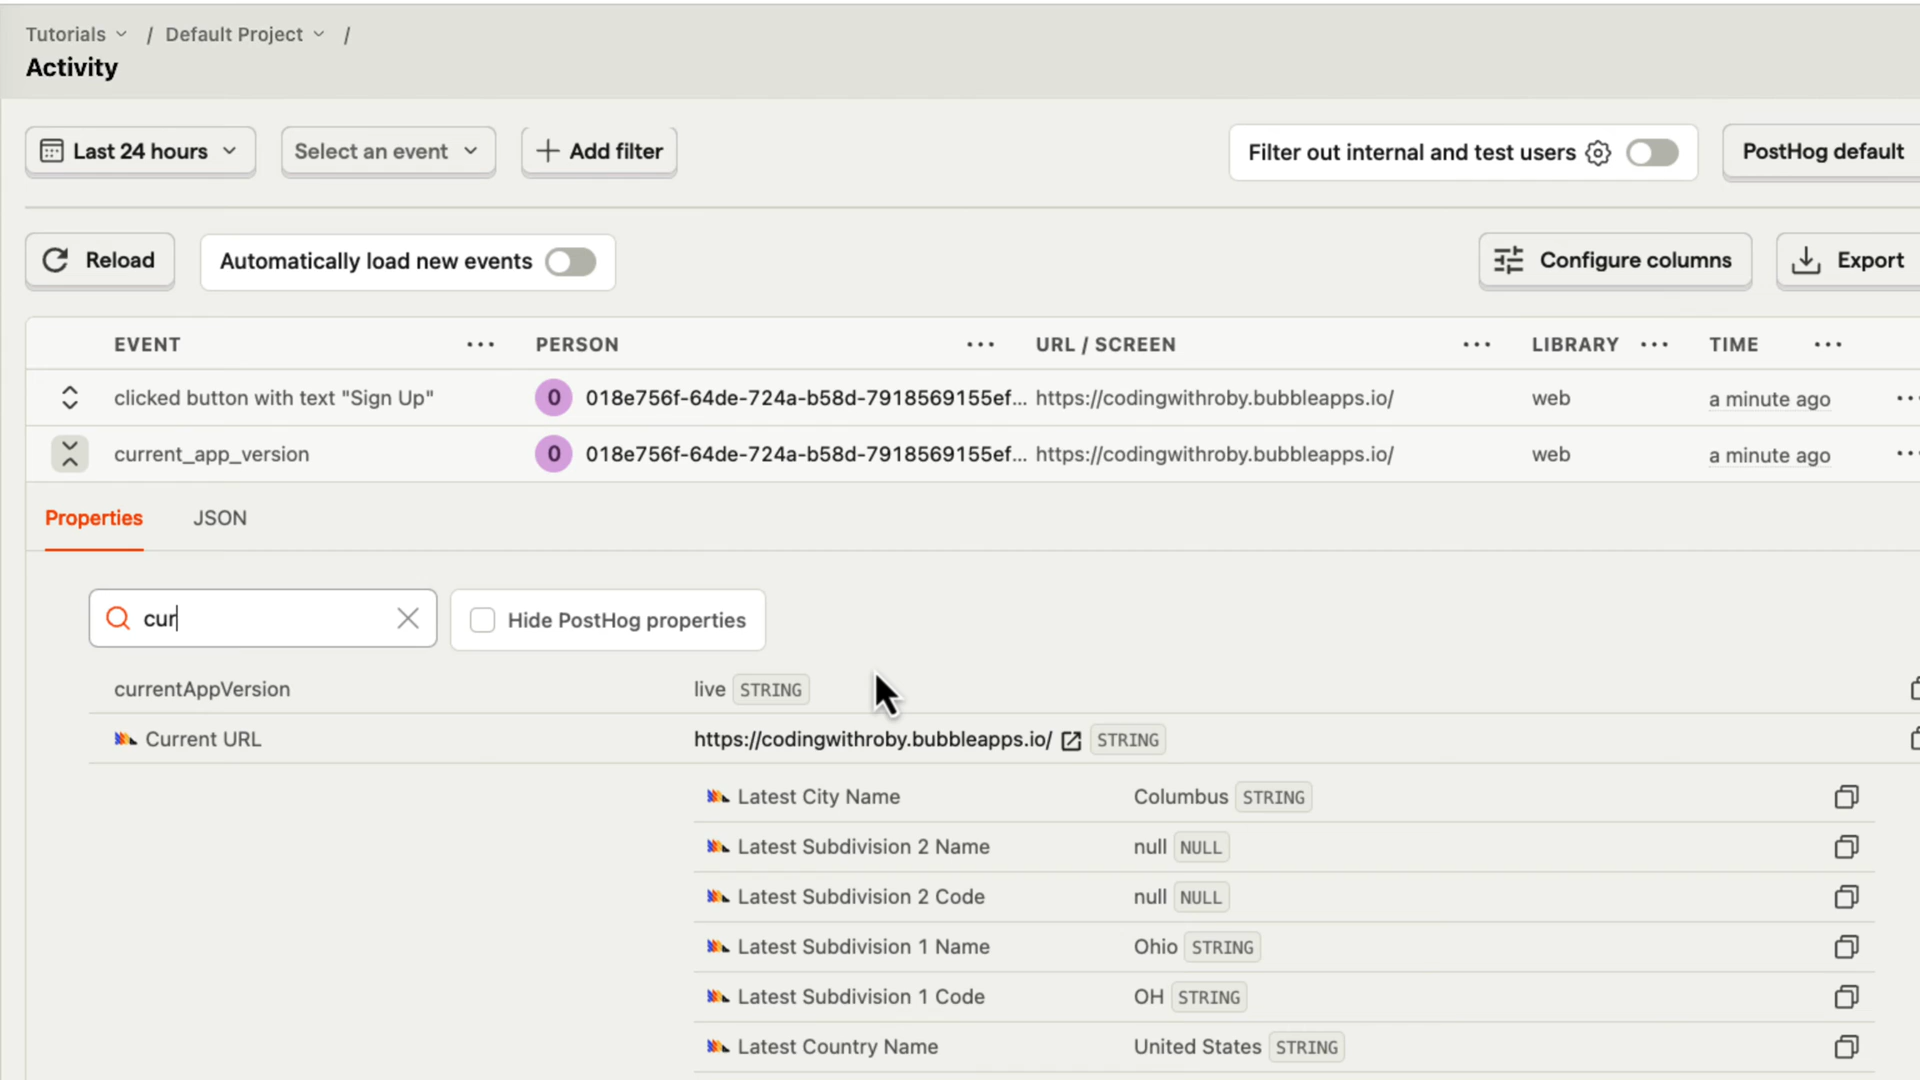 Tutorials / Default Project /
Activity
Last 24 hours Select an event Add filter Filter out internal and test users PostHog default
Reload Automatically load new events Configure columns Export
EVENT ••• PERSON ••• URL / SCREEN ••• LIBRARY ••• TIME •••
clicked button with text "Sign Up" 0 018e756f-64de-724a-b58d-7918569155ef... https://codingwithroby.bubbleapps.io/ web a minute ago
current_app_version 0 018e756f-64de-724a-b58d-7918569155ef... https://codingwithroby.bubbleapps.io/ web a minute ago
Properties JSON
cur Hide PostHog properties
currentAppVersion live STRING
Current URL https://codingwithroby.bubbleapps.io/ STRING
Latest City Name Columbus STRING
Latest Subdivision 2 Name null NULL
Latest Subdivision 2 Code null NULL
Latest Subdivision 1 Name Ohio STRING
Latest Subdivision 1 Code OH STRING
Latest Country Name United States STRING